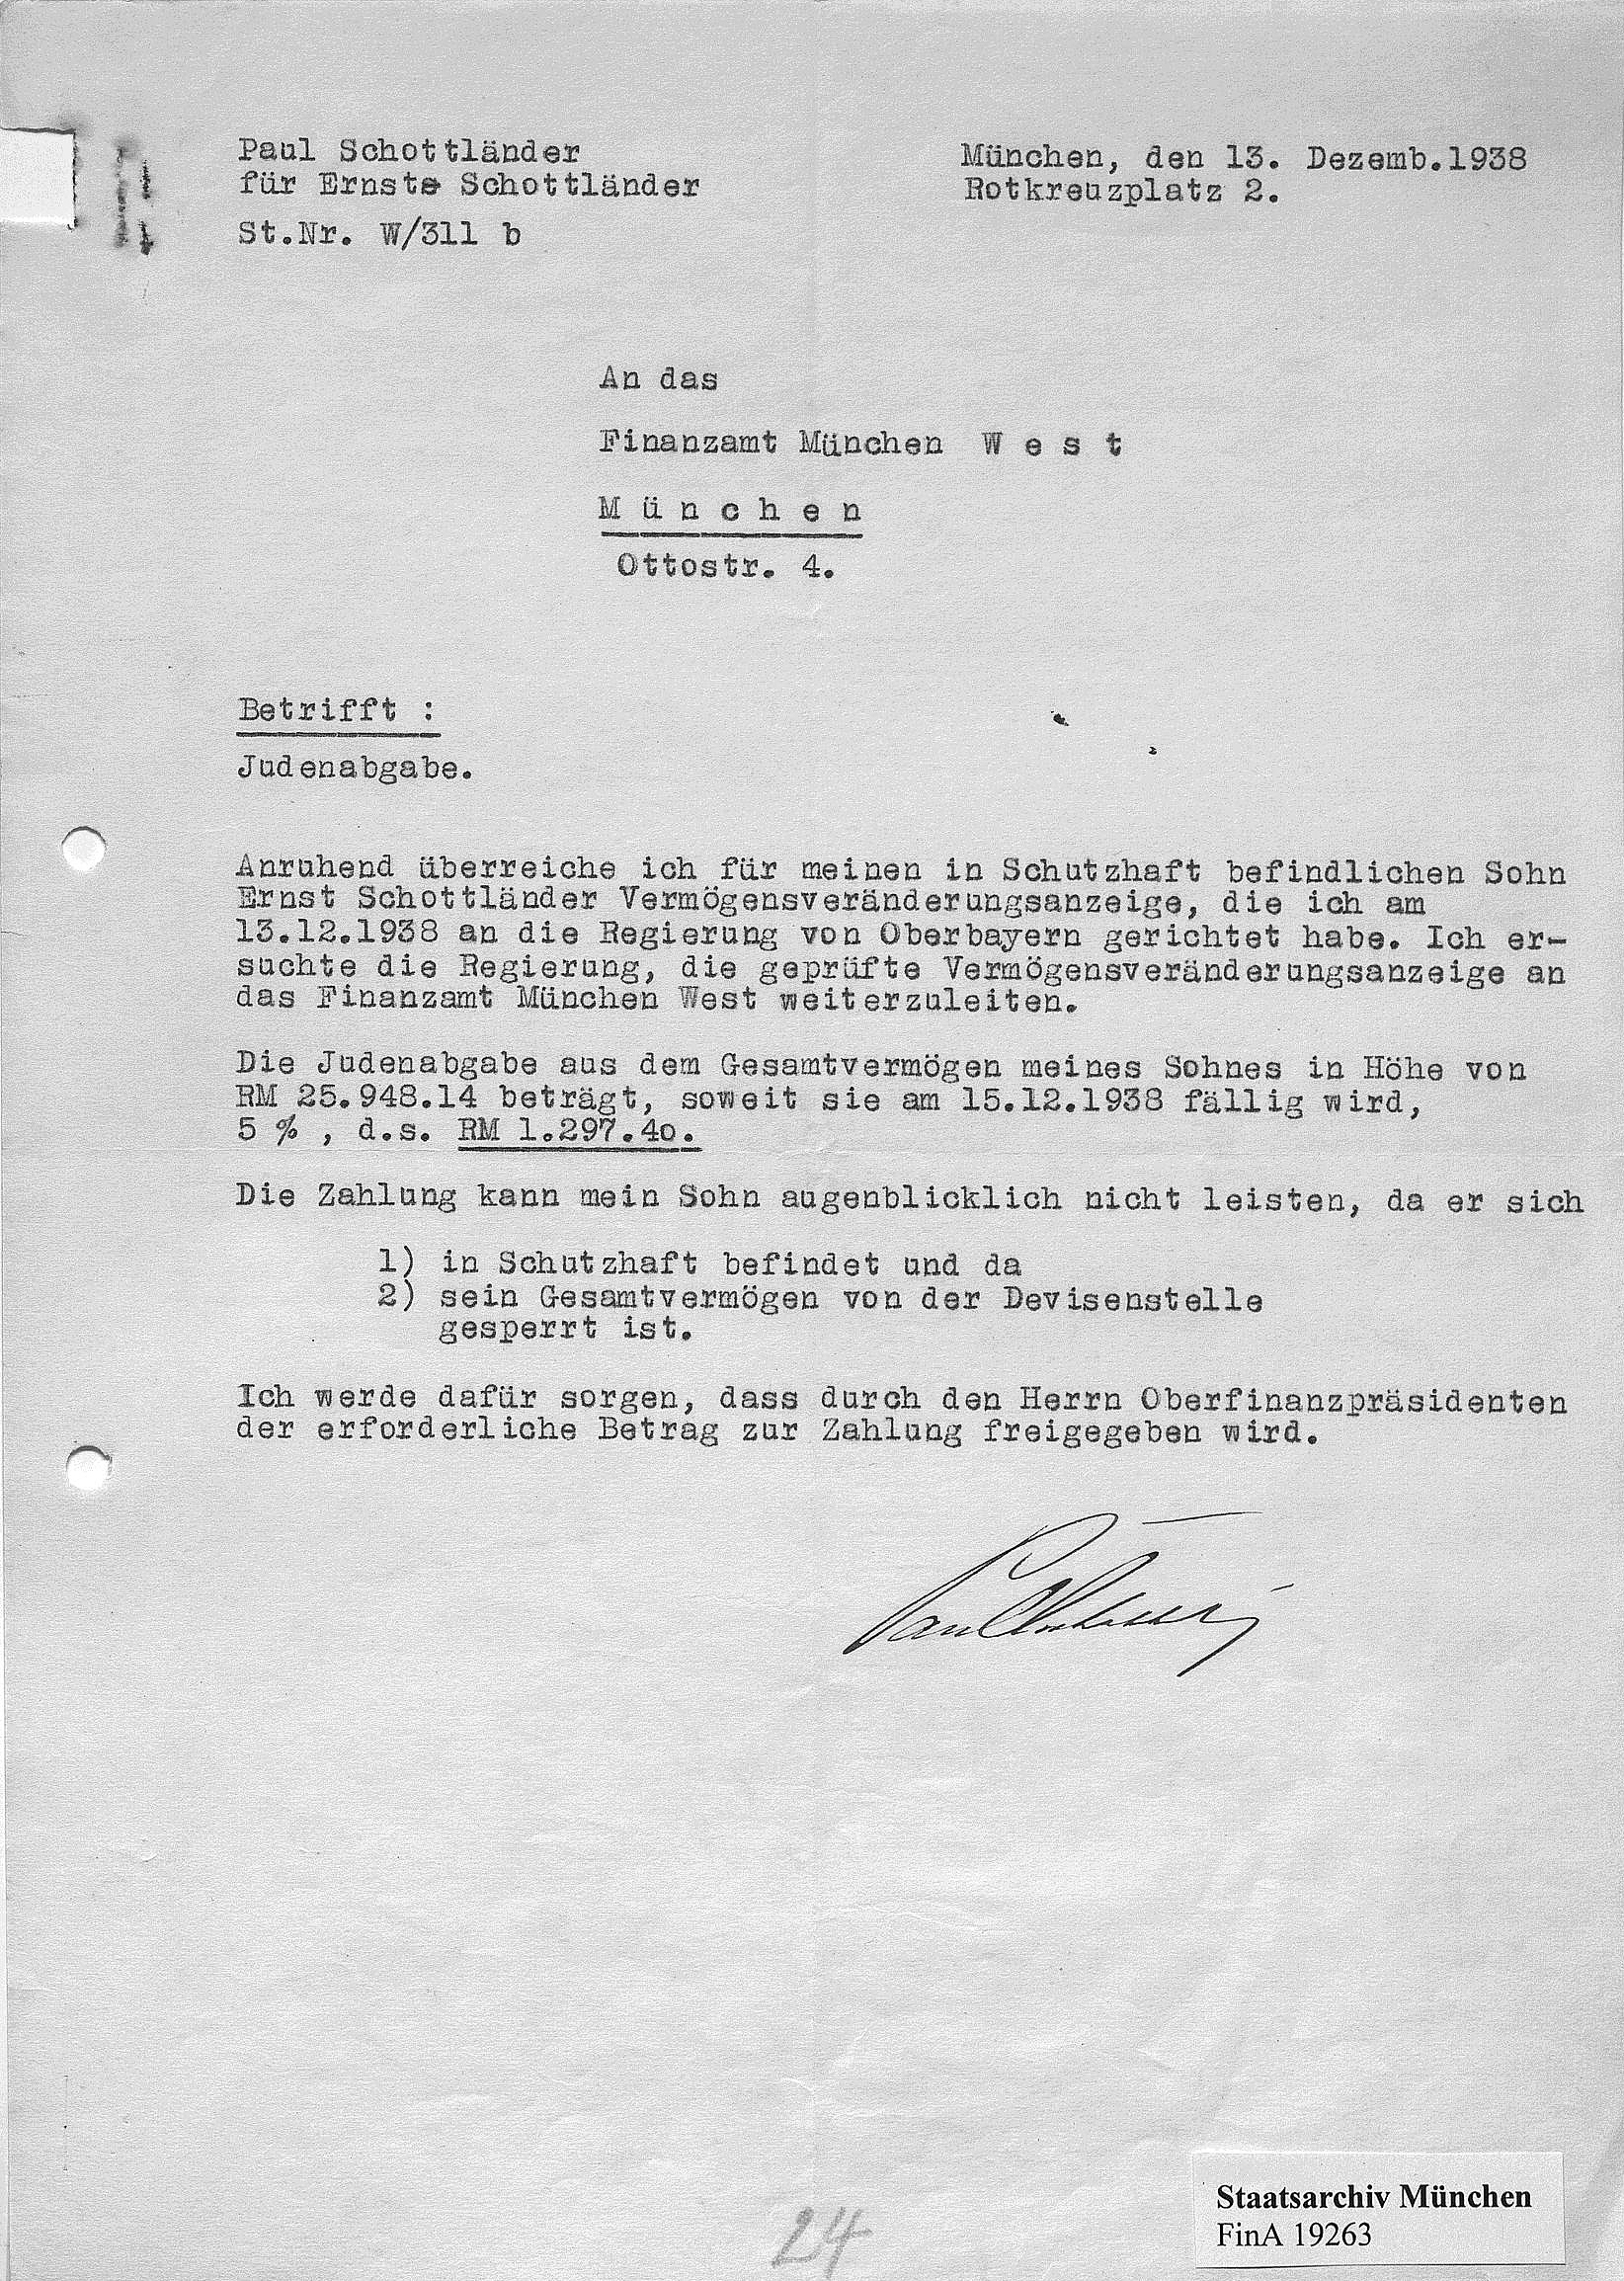 Paul Schottländer
für Ernste Schottländer
St.Nr. W/311 b
München, den 13. Dezemb.1938
Rotkreuzplatz 2.
An das
Finanzamt München W e s t
M ü n c h e n
Ottostr. 4.
Betrifft :
Judenabgabe.
Anruhend überreiche ich für meinen in Schutzhaft befindlichen Sohn
Ernst Schottländer Vermögensveränderungsanzeige, die ich am
13.12.1938 an die Regierung von Oberbayern gerichtet habe. Ich er-
suchte die Regierung, die geprüfte Vermögensveränderungsanzeige an
das Finanzamt München West weiterzuleiten.
Die Judenabgabe aus dem Gesamtvermögen meines Sohnes in Höhe von
RM 25.948.14 beträgt, soweit sie am 15.12.1938 fällig wird,
5 % , d.s. RM 1.297.4o.
Die Zahlung kann mein Sohn augenblicklich nicht leisten, da er sich
1) in Schutzhaft befindet und da
2) sein Gesamtvermögen von der Devisenstelle
gesperrt ist.
Ich werde dafür sorgen, dass durch den Herrn Oberfinanzpräsidenten
der erforderliche Betrag zur Zahlung freigegeben wird.
24
Staatsarchiv München
FinA 19263